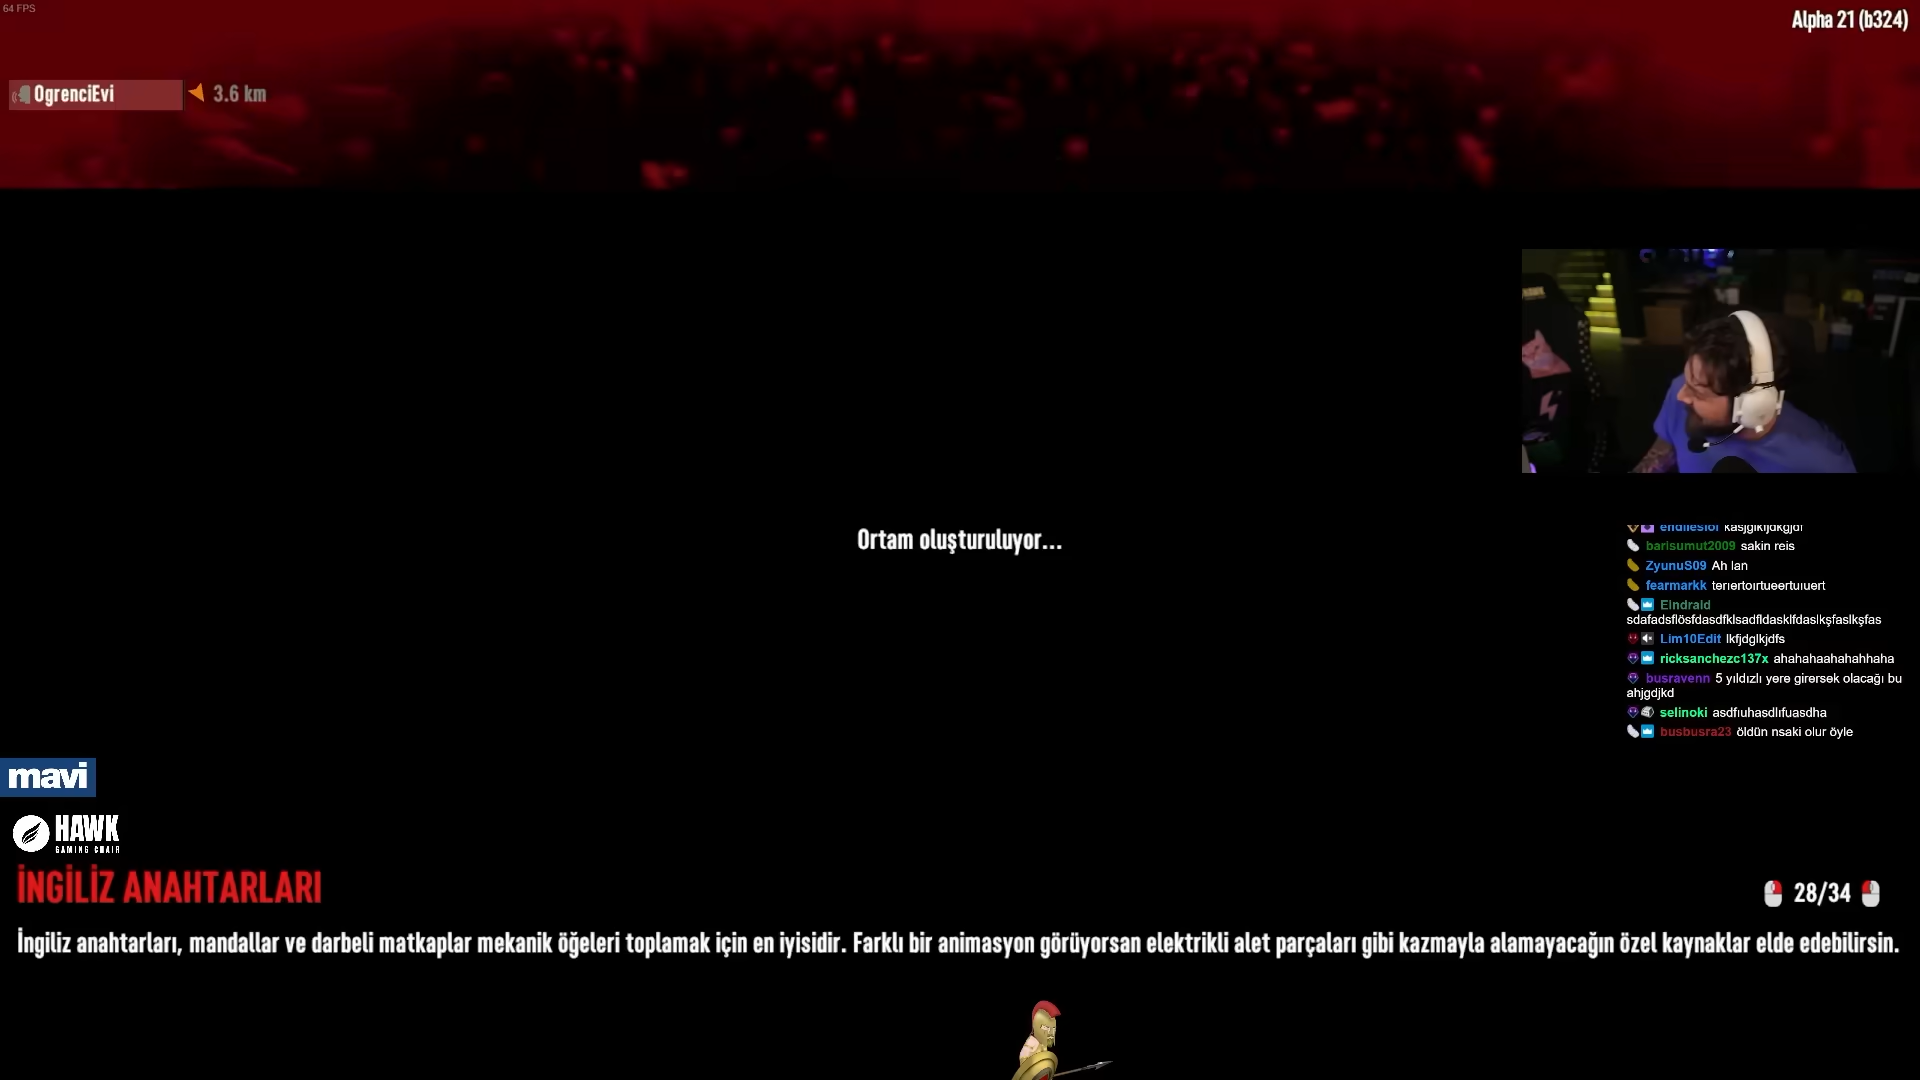 64 FPS
Alpha 21 (b324)
OgrenciEvi
3.6 km
Ortam oluşturuluyor...
endlleslol kasjglkljdkgjdf
barisumut2009 sakin reis
ZyunuS09 Ah lan
fearmarkk terıertoırtueertuıuert
Elndrald
sdafadsflösfdasdfklsadfldasklfdaslkşfaslkşfas
Lim10Edit lkfjdglkjdfs
ricksanchezc137x ahahahaahahahhaha
busravenn 5 yıldızlı yere girersek olacağı bu
ahjgdjkd
selinoki asdfıuhasdlıfuasdha
busbusra23 öldün nsaki olur öyle
mavi
HAWK
GAMING CHAIR
İNGİLİZ ANAHTARLARI
28/34
İngiliz anahtarları, mandallar ve darbeli matkaplar mekanik öğeleri toplamak için en iyisidir. Farklı bir animasyon görüyorsan elektrikli alet parçaları gibi kazmayla alamayacağın özel kaynaklar elde edebilirsin.